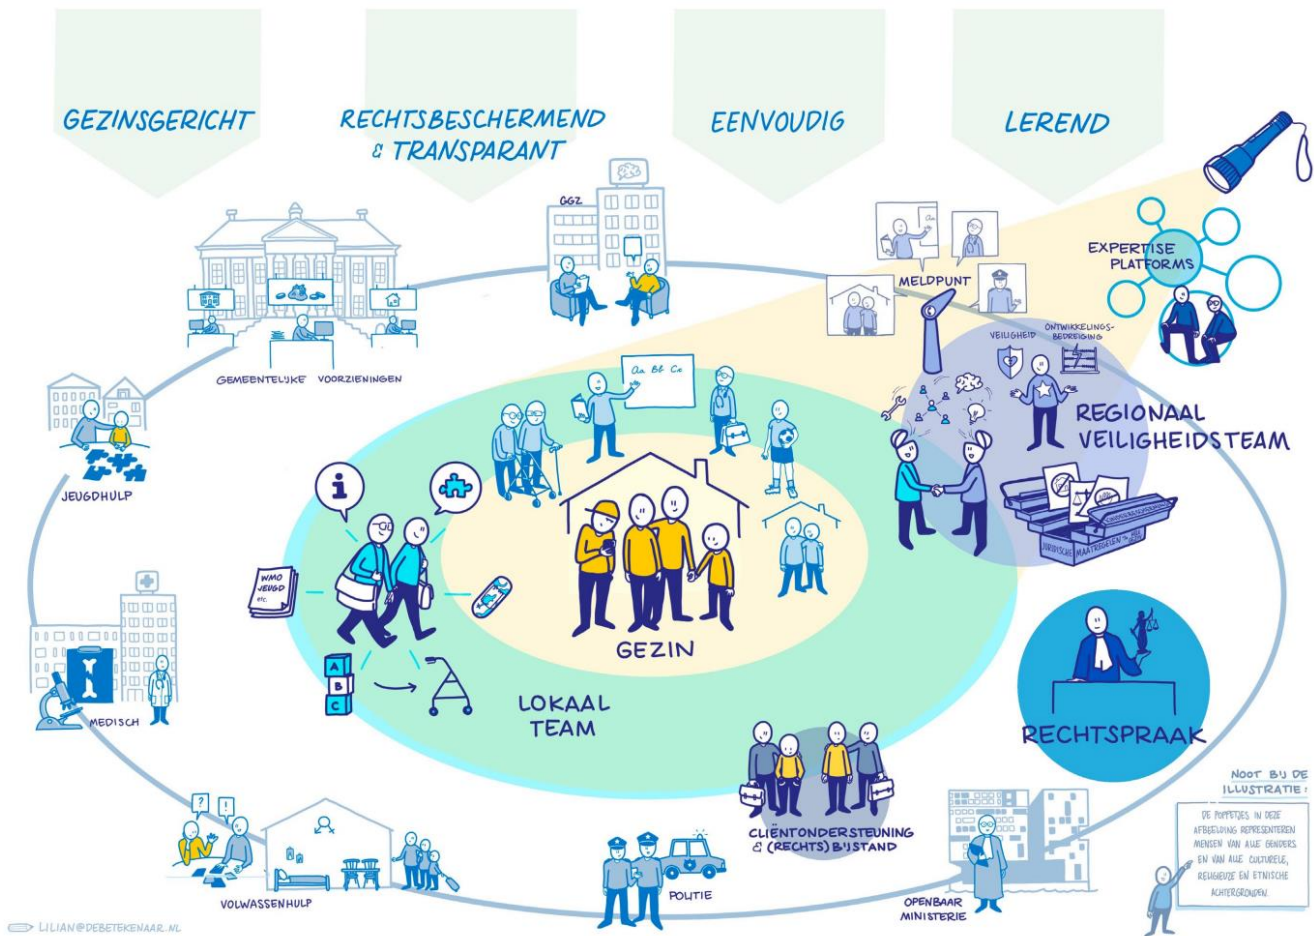 GEZINSGERICHT
RECHTSBESCHERMEND
& TRANSPARANT
EENVOUDIG
LEREND
GGZ
MELDPUNT
EXPERTISE
PLATFORMS
VEILIGHEID
ONTWIKKELINGS-
BEDREIGING
GEMEENTELIJKE VOORZIENINGEN
Aa Bb Cc
REGIONAAL
VEILIGHEIDSTEAM
JEUGDHULP
i
WMO
JEUGD
etc.
JURIDISCHE MAATREGELEN
GEZIN
A
B
C
LOKAAL
TEAM
MEDISCH
RECHTSPRAAK
CLIËNTONDERSTEUNING
& (RECHTS)BIJSTAND
NOOT BIJ DE
ILLUSTRATIE:
DE POPPETJES IN DEZE
AFBEELDING REPRESENTEREN
MENSEN VAN ALLE GENDERS
EN VAN ALLE CULTURELE,
RELIGIEUZE EN ETNISCHE
ACHTERGRONDEN.
?
!
VOLWASSENHULP
POLITIE
OPENBAAR
MINISTERIE
LILIAN@DEBETEKENAAR.NL